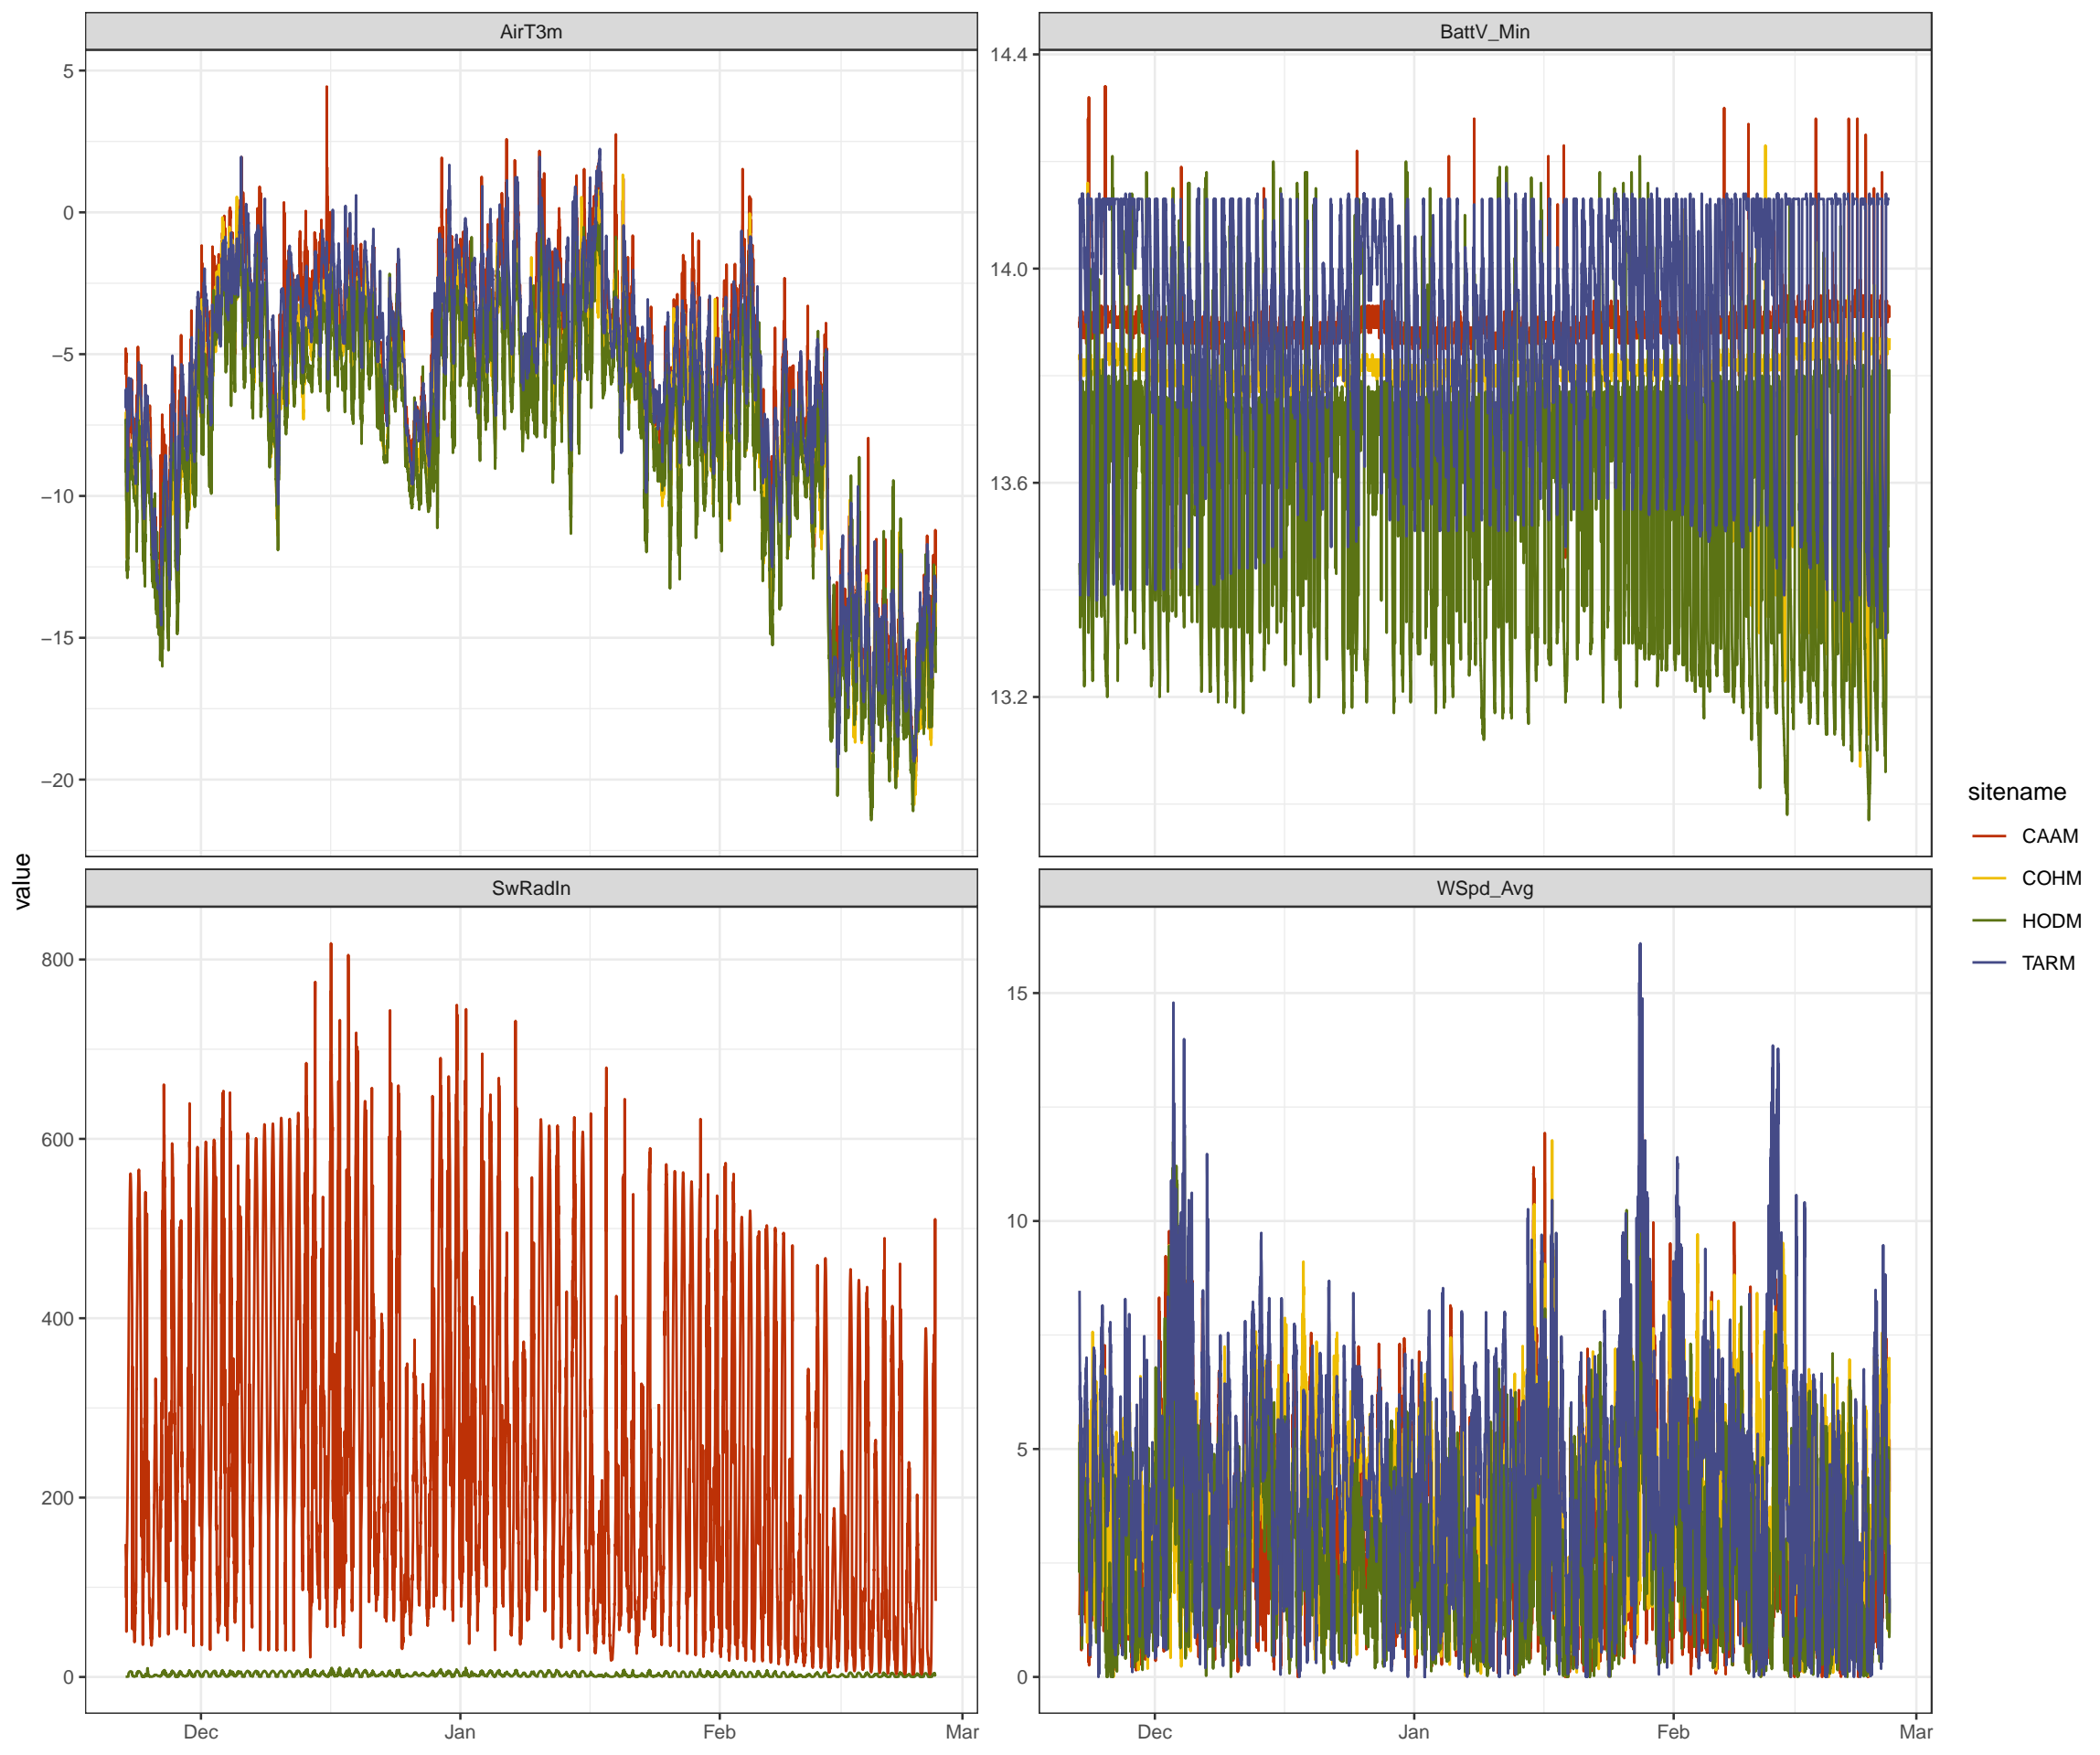 AirT3m
BattV_Min
5
0
−5
−10
−15
−20
14.4
14.0
13.6
13.2
value
SwRadIn
WSpd_Avg
800
600
400
200
0
15
10
5
0
Dec
Jan
Feb
Mar
Dec
Jan
Feb
Mar
sitename
CAAM
COHM
HODM
TARM